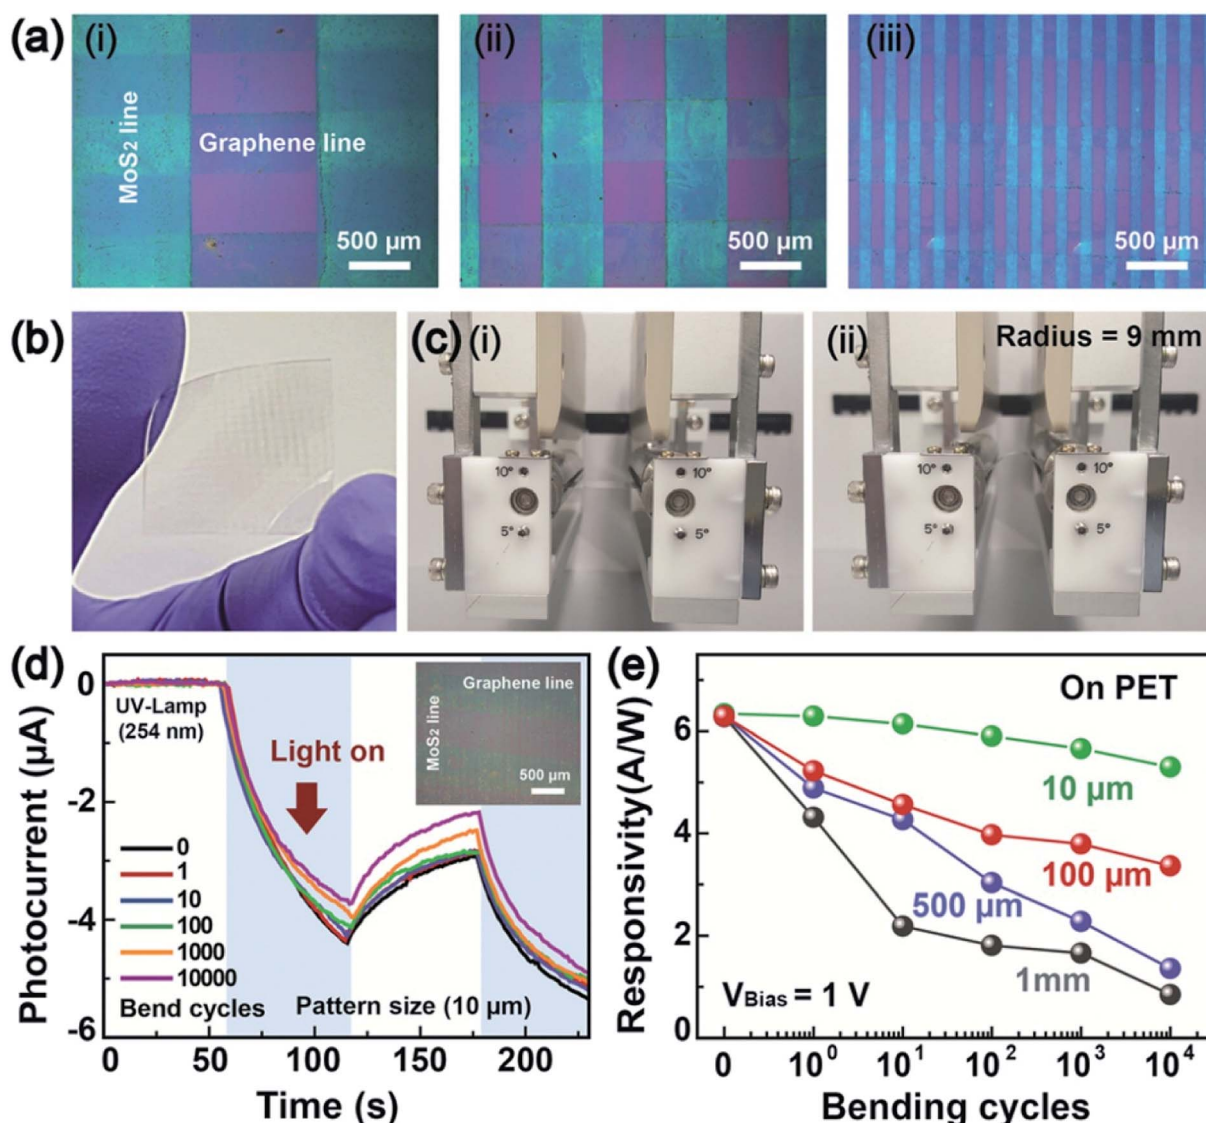 (a) (i)
MoS₂ line
Graphene line
500 µm
(ii)
500 µm
(iii)
500 µm
(b)
(c) (i)
10° 10°
5° 5°
(ii) Radius = 9 mm
10° 10°
5° 5°
(d)
Photocurrent (µA)
0
-2
-4
-6
UV-Lamp
(254 nm)
Light on
Graphene line
MoS₂ line
500 µm
0
1
10
100
1000
10000
Bend cycles
Pattern size (10 µm)
0 50 100 150 200
Time (s)
(e)
Responsivity(A/W)
6
4
2
0
On PET
10 µm
100 µm
500 µm
1mm
VBias = 1 V
0 10⁰ 10¹ 10² 10³ 10⁴
Bending cycles